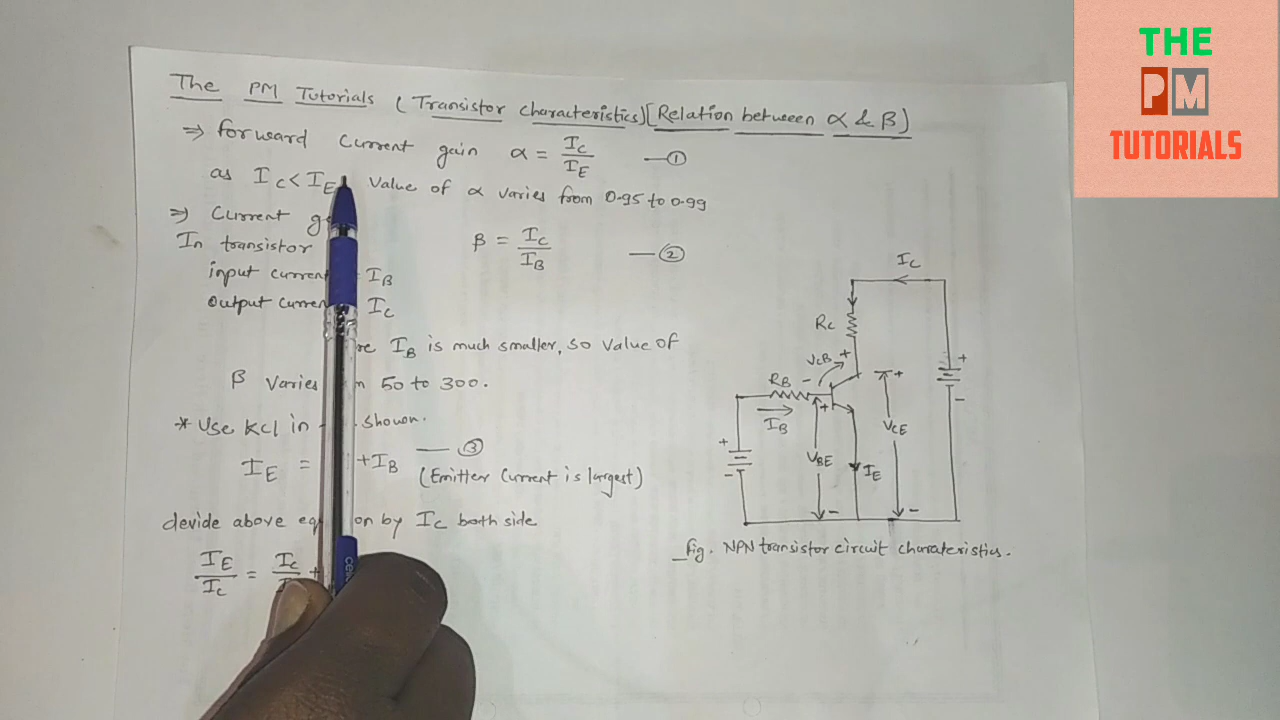 THE
PM
TUTORIALS
The PM Tutorials (Transistor characteristics)[Relation between α & β)
⇒ forward current gain α = IC/IE —①
as IC < IE value of α varies from 0.95 to 0.99
⇒ Current
In transistor β = IC/IB —②
input current IB
Output IC
IB is much smaller, so value of
β varies 50 to 300.
* Use KCl in shown.
IE = +IB —③
(Emitter current is largest)
devide above by IC both side
IE/IC = IC/ +
IC
RC
VCB +
RB −
IB
+
VBE
−
+
VCE
−
IE
+
−
+
−
Fig. NPN transistor circuit charateristics.